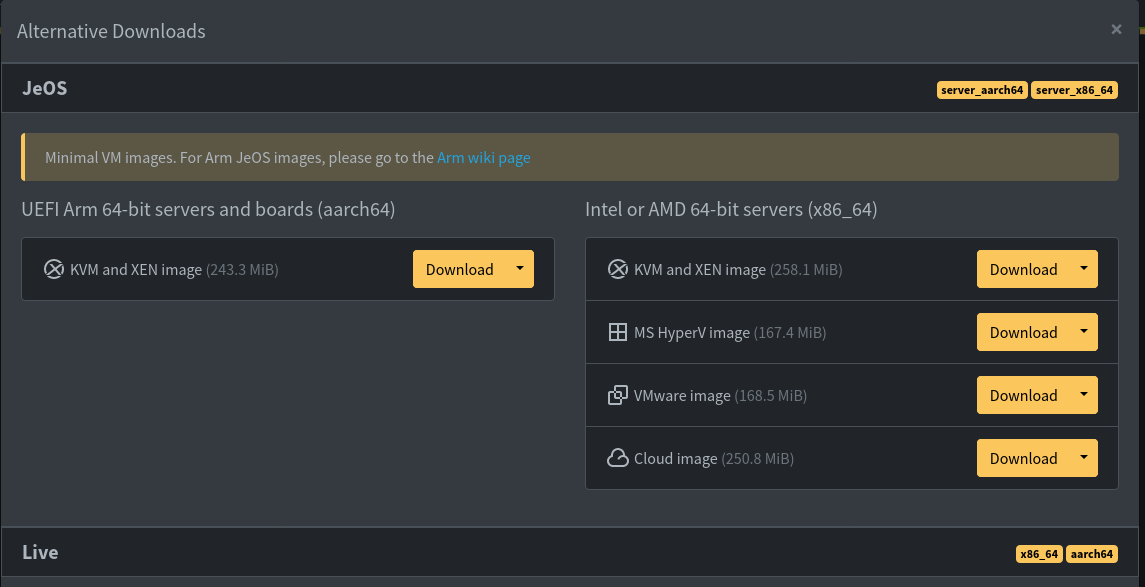 Alternative Downloads ×
JeOS server_aarch64 server_x86_64
Minimal VM images. For Arm JeOS images, please go to the Arm wiki page
UEFI Arm 64-bit servers and boards (aarch64)
KVM and XEN image (243.3 MiB) Download
Intel or AMD 64-bit servers (x86_64)
KVM and XEN image (258.1 MiB) Download
MS HyperV image (167.4 MiB) Download
VMware image (168.5 MiB) Download
Cloud image (250.8 MiB) Download
Live x86_64 aarch64